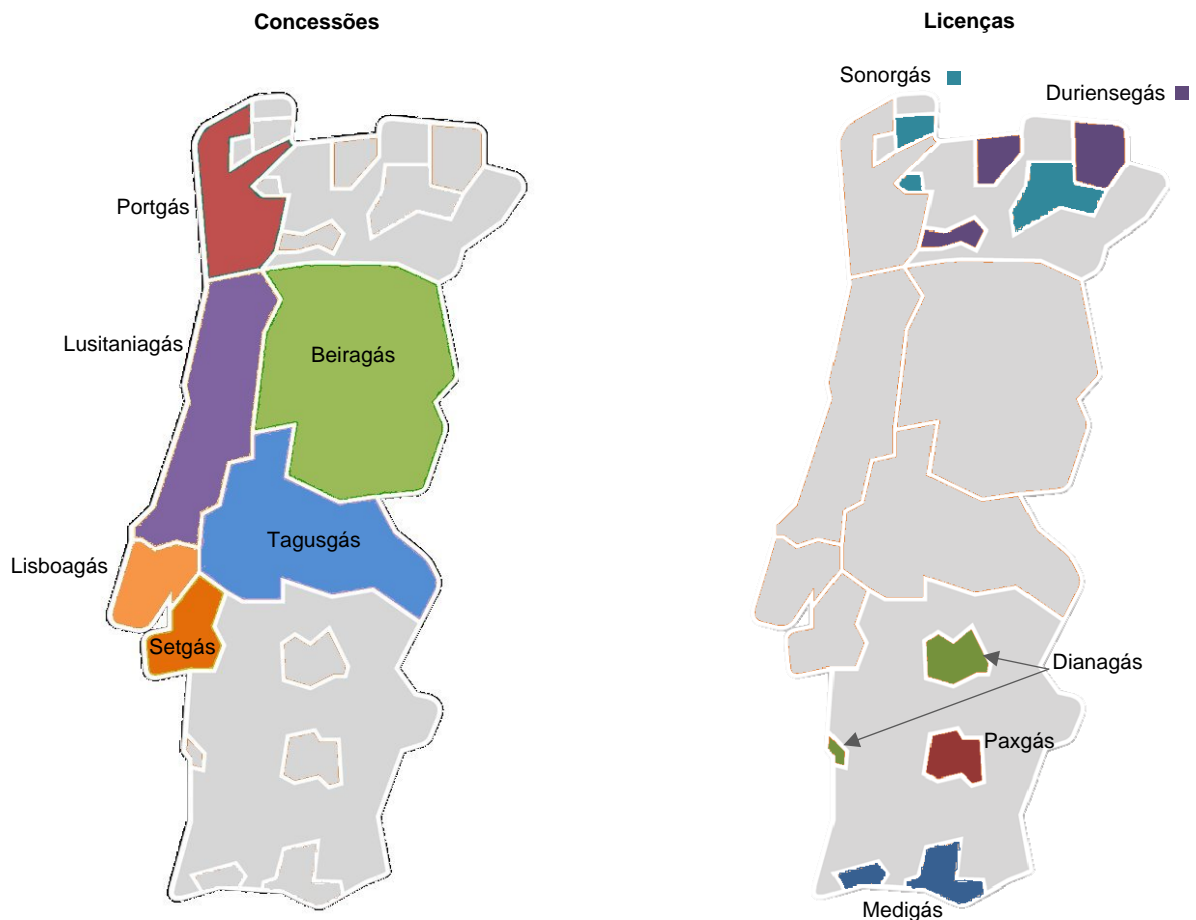 Concessões
Licenças
Sonorgás
Duriensegás
Portgás
Lusitaniagás
Beiragás
Tagusgás
Lisboagás
Setgás
Dianagás
Paxgás
Medigás